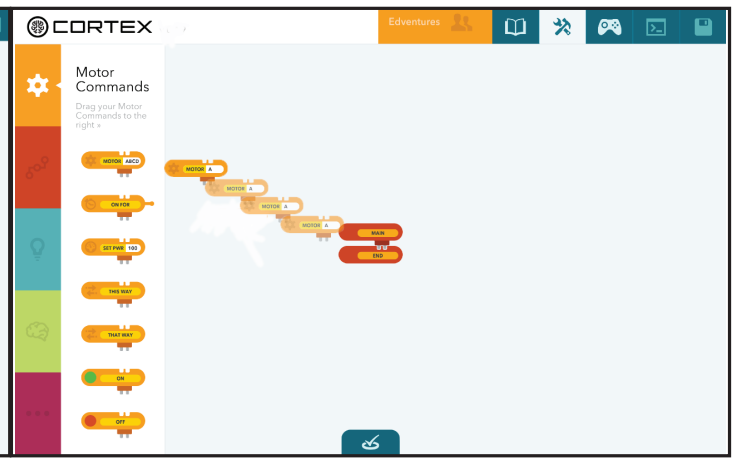 CORTEX
Edventures
Motor
Commands
Drag your Motor
Commands to the
right »
MOTOR ABCD
ON FOR
SET PWR 100
THIS WAY
THAT WAY
ON
OFF
MOTOR A
MOTOR A
MOTOR A
MOTOR A
MAIN
END